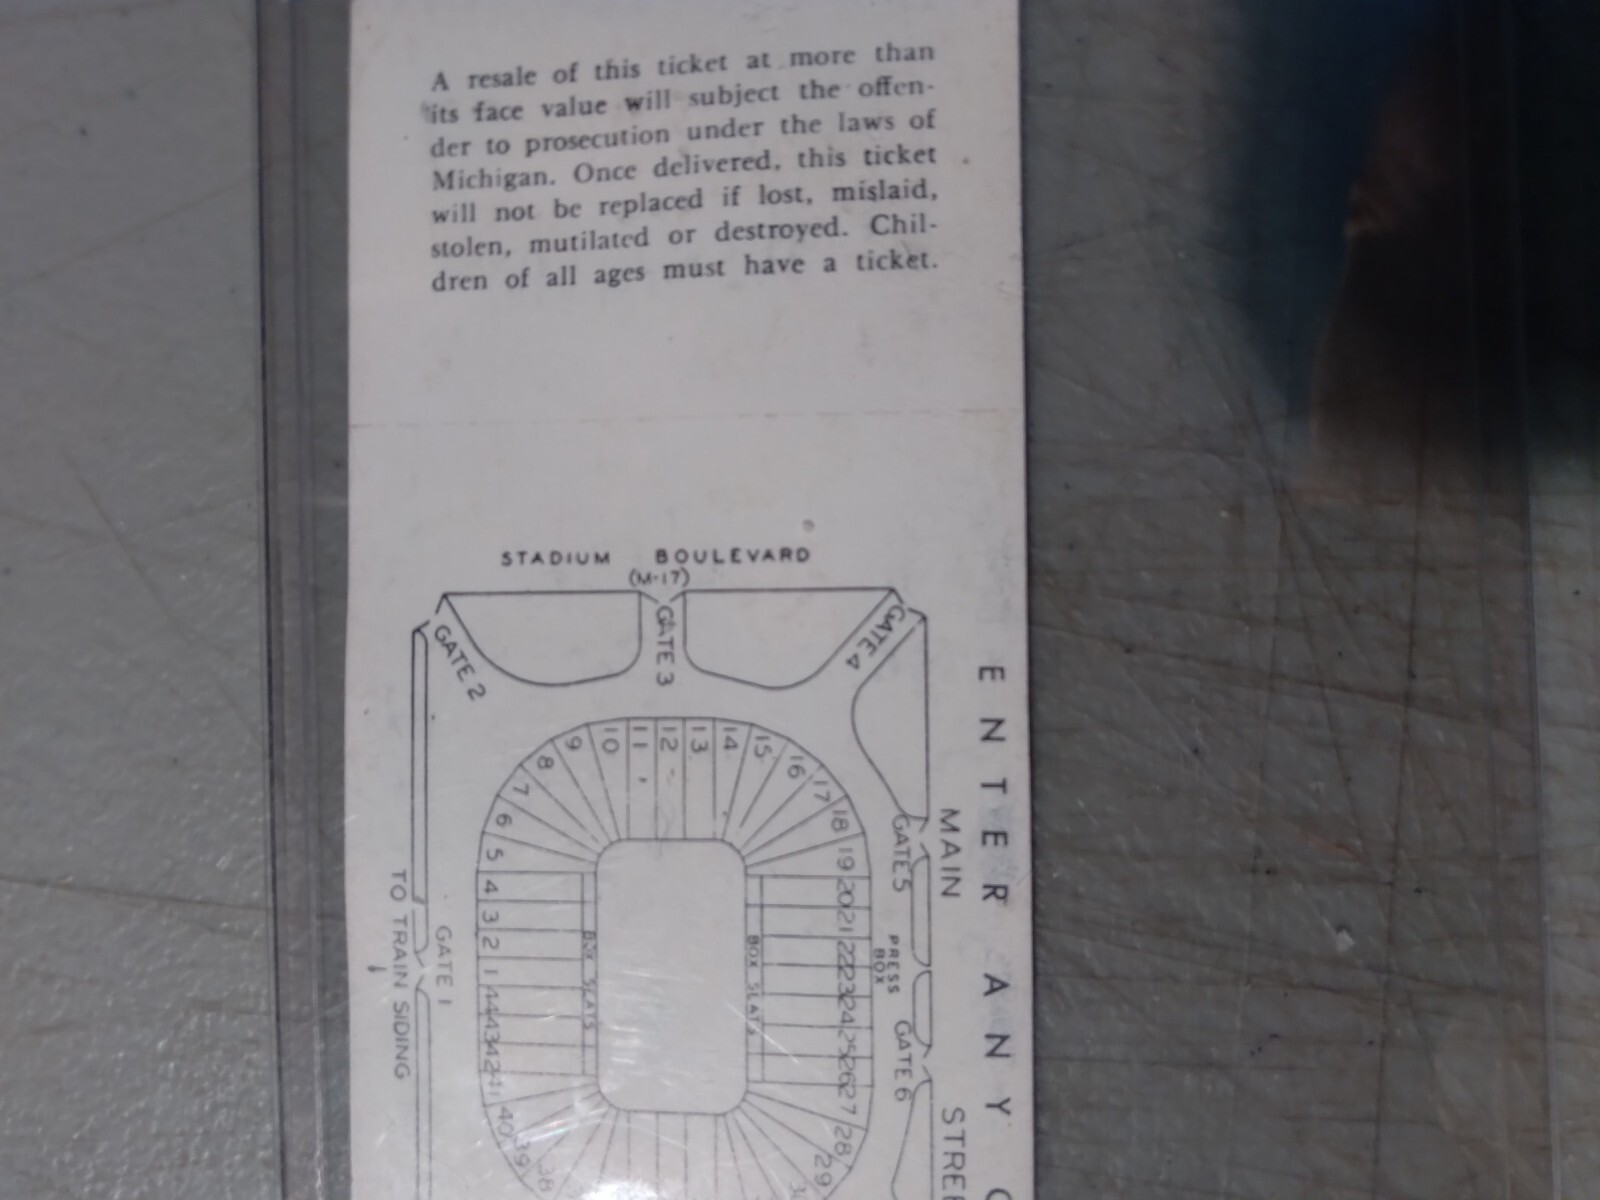 A resale of this ticket at more than
its face value will subject the offen-
der to prosecution under the laws of
Michigan. Once delivered, this ticket
will not be replaced if lost, mislaid,
stolen, mutilated or destroyed. Chil-
dren of all ages must have a ticket.
STADIUM BOULEVARD
(M-17)
GATE 2
GATE 3
GATE 4
ENTER ANY
MAIN
STREE
GATE 5
PRESS
BOX
GATE 6
GATE 1
TO TRAIN SIDING
BOX SEATS
BOX SEATS
1
2
3
4
5
6
7
8
9
10
11
12
13
14
15
16
17
18
19
20
21
22
23
24
25
26
27
28
29
38
39
40
41
42
43
44